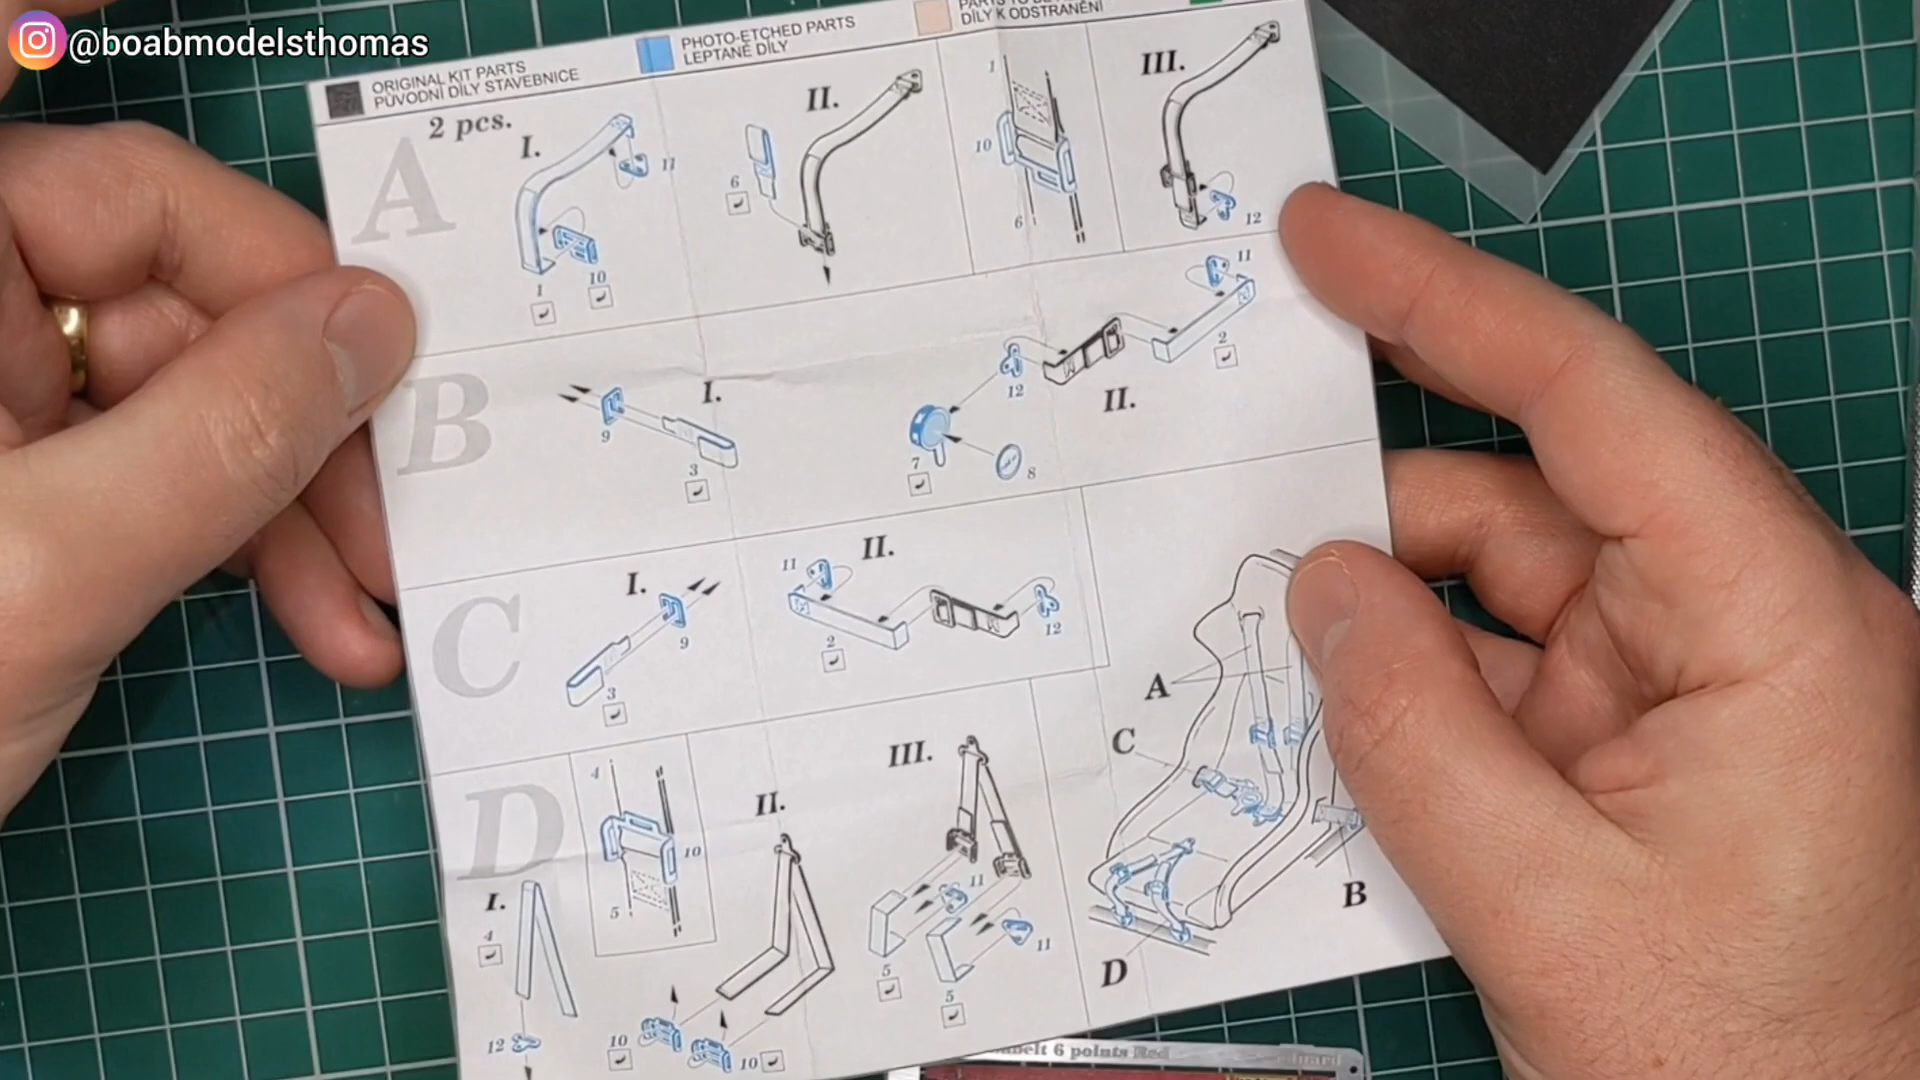 @boabmodelsthomas
ORIGINAL KIT PARTS
PŮVODNÍ DÍLY STAVEBNICE
PHOTO-ETCHED PARTS
LEPTANÉ DÍLY
DÍLY K ODSTRANĚNÍ
A
2 pcs.
I.
11
10
1
II.
6
1
10
6
III.
12
B
I.
9
3
II.
11
2
12
7
8
C
I.
9
3
II.
11
2
12
D
I.
4
12
4
10
5
II.
10
10
III.
11
11
5
5
A
C
B
D
6 points Red